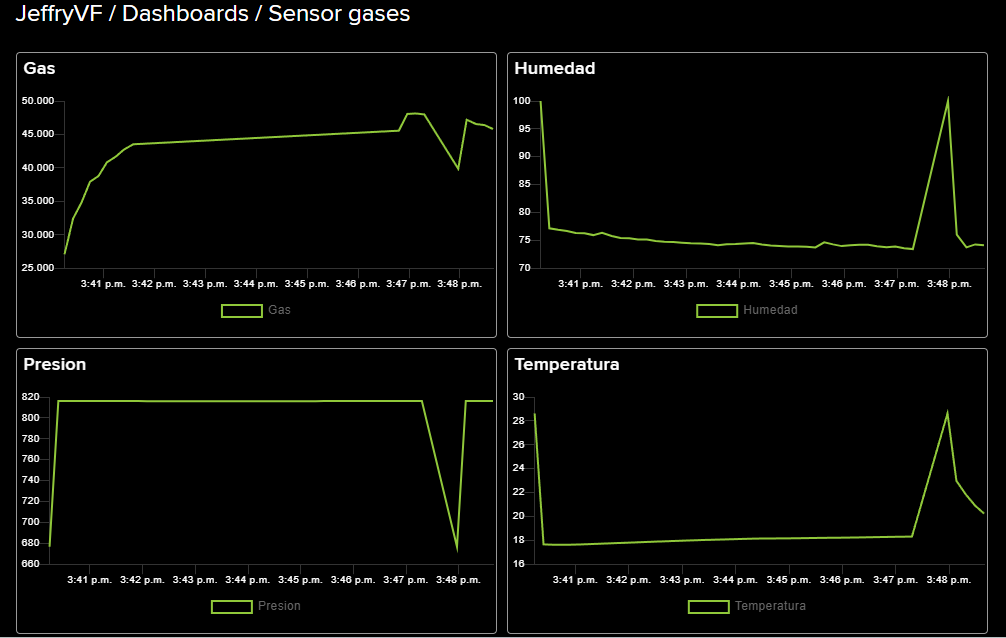 JeffryVF / Dashboards / Sensor gases
Gas
50.000
45.000
40.000
35.000
30.000
25.000
3:41 p.m. 3:42 p.m. 3:43 p.m. 3:44 p.m. 3:45 p.m. 3:46 p.m. 3:47 p.m. 3:48 p.m.
Gas
Humedad
100
95
90
85
80
75
70
3:41 p.m. 3:42 p.m. 3:43 p.m. 3:44 p.m. 3:45 p.m. 3:46 p.m. 3:47 p.m. 3:48 p.m.
Humedad
Presion
820
800
780
760
740
720
700
680
660
3:41 p.m. 3:42 p.m. 3:43 p.m. 3:44 p.m. 3:45 p.m. 3:46 p.m. 3:47 p.m. 3:48 p.m.
Presion
Temperatura
30
28
26
24
22
20
18
16
3:41 p.m. 3:42 p.m. 3:43 p.m. 3:44 p.m. 3:45 p.m. 3:46 p.m. 3:47 p.m. 3:48 p.m.
Temperatura